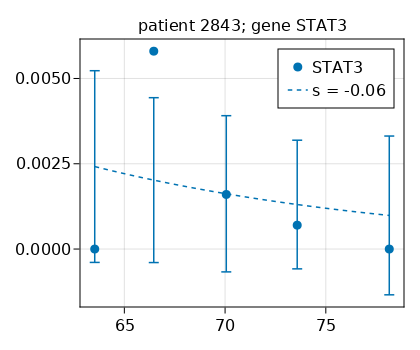 patient 2843; gene STAT3
STAT3
s = -0.06
0.0050
0.0025
0.0000
65 70 75